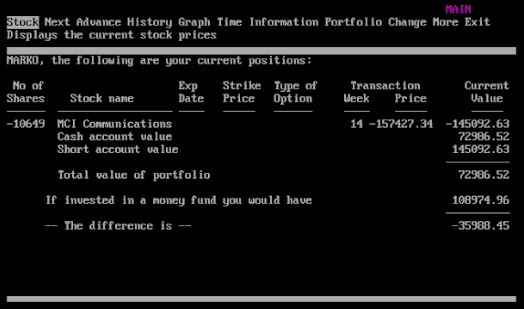 MAIN
Stock Next Advance History Graph Time Information Portfolio Change More Exit
Displays the current stock prices
MARKO, the following are your current positions:
No of Exp Strike Type of Transaction Current
Shares Stock name Date Price Option Week Price Value
-10649 MCI Communications 14 -157427.34 -145092.63
Cash account value 72986.52
Short account value 145092.63
Total value of portfolio 72986.52
If invested in a money fund you would have 108974.96
-- The difference is -- -35988.45